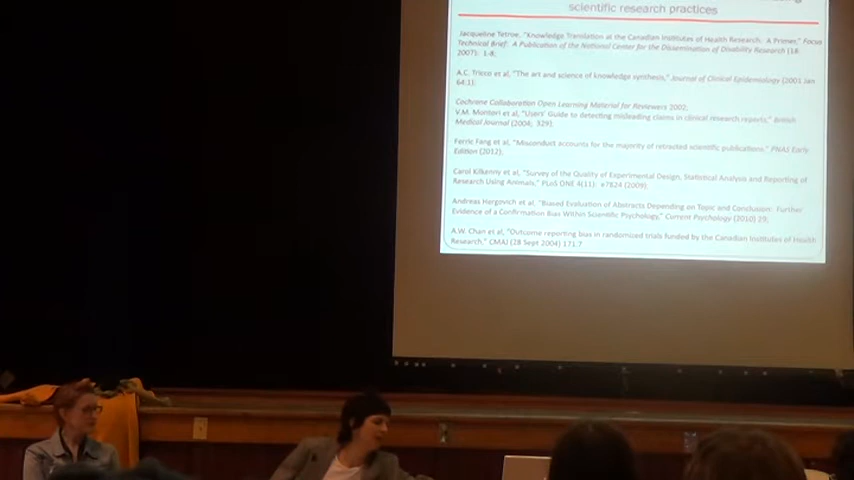 scientific research practices
Jacqueline Tetroe, "Knowledge Translation at the Canadian Institutes of Health Research: A Primer," Focus
Technical Brief: A Publication of the National Center for the Dissemination of Disability Research (18
2007): 1-8;
A.C. Tricco et al, "The art and science of knowledge synthesis," Journal of Clinical Epidemiology (2001 Jan
64:1).
Cochrane Collaboration Open Learning Material for Reviewers 2002;
V.M. Montori et al, "Users' Guide to detecting misleading claims in clinical research reports," British
Medical Journal (2004; 329).
Ferric Fang et al, "Misconduct accounts for the majority of retracted scientific publications." PNAS Early
Edition (2012).
Carol Kilkenny et al, "Survey of the Quality of Experimental Design, Statistical Analysis and Reporting of
Research Using Animals," PLoS ONE 4(11): e7824 (2009)
Andreas Hergovich et al, "Biased Evaluation of Abstracts Depending on Topic and Conclusion: Further
Evidence of a Confirmation Bias Within Scientific Psychology," Current Psychology (2010) 29;
A.W. Chan et al, "Outcome reporting bias in randomised trials funded by the Canadian Institutes of Health
Research," CMAJ (28 Sept 2004) 171:7